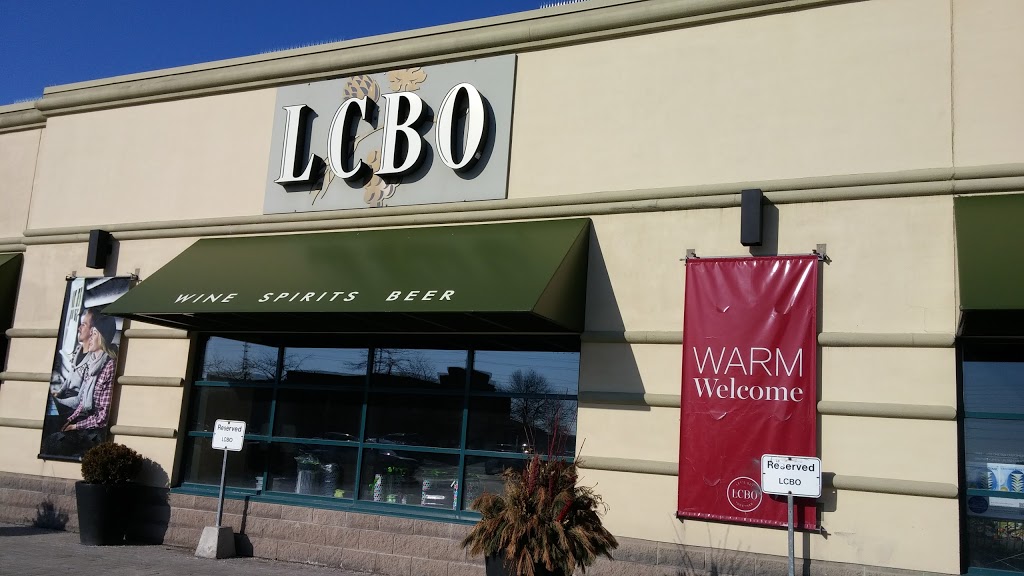 LCBO
WINE SPIRITS BEER
WARM
Welcome
LCBO
Reserved
LCBO
Reserved
LCBO